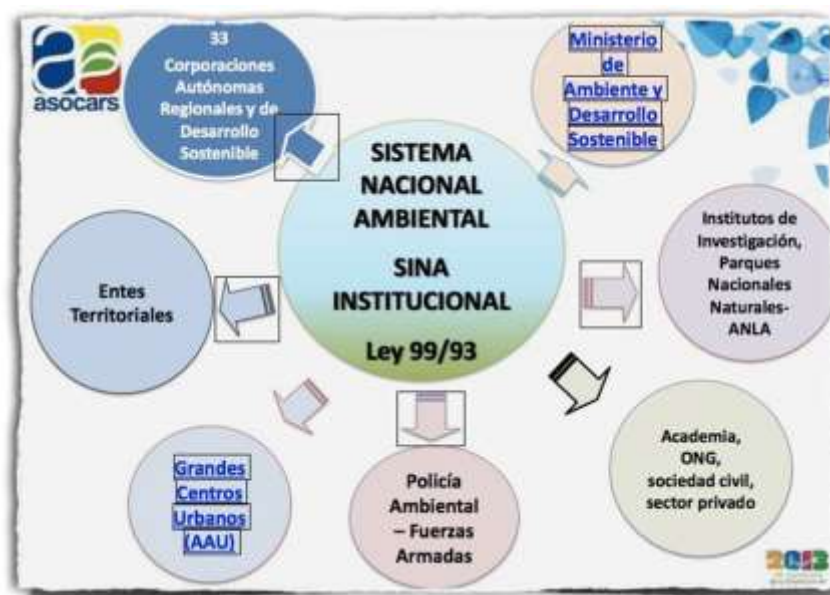 asocars
33
Corporaciones
Autónomas
Regionales y de
Desarrollo
Sostenible
Ministerio
de
Ambiente y
Desarrollo
Sostenible
SISTEMA
NACIONAL
AMBIENTAL
SINA
INSTITUCIONAL
Ley 99/93
Institutos de
Investigación,
Parques
Nacionales
Naturales-
ANLA
Entes
Territoriales
Academia,
ONG,
sociedad civil,
sector privado
Grandes
Centros
Urbanos
(AAU)
Policía
Ambiental
– Fuerzas
Armadas
2013